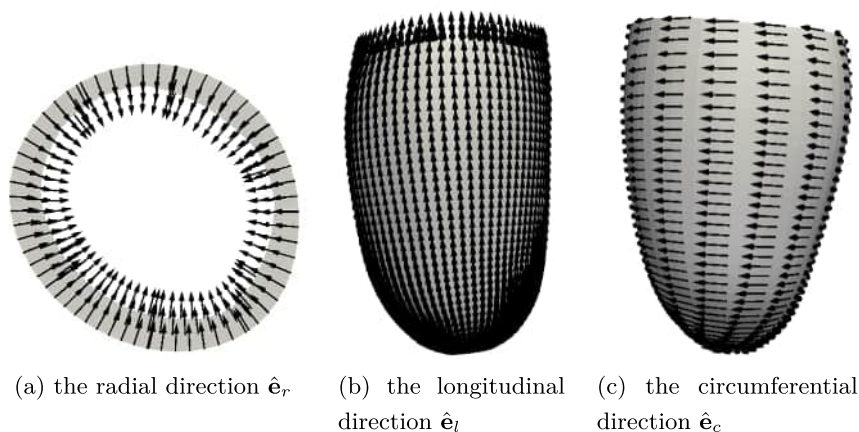 (a) the radial direction ê_r
(b) the longitudinal
direction ê_l
(c) the circumferential
direction ê_c